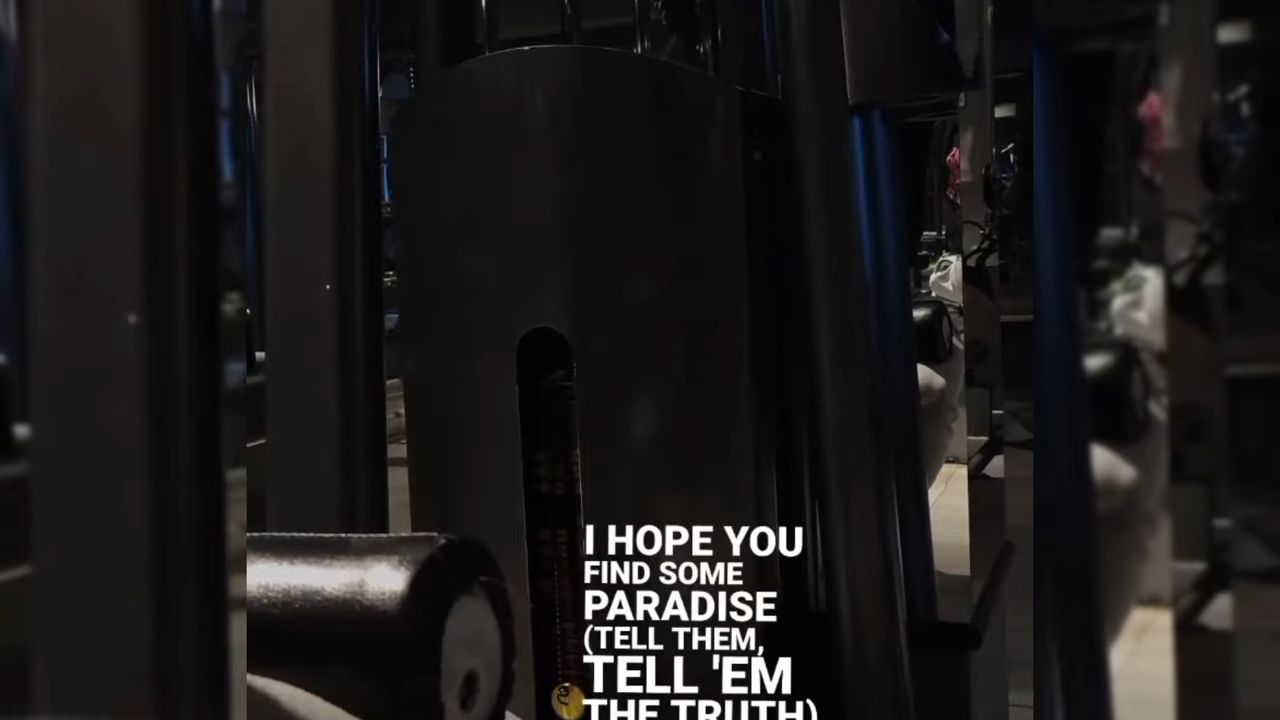 I HOPE YOU
FIND SOME
PARADISE
(TELL THEM,
TELL 'EM
THE TRUTH)